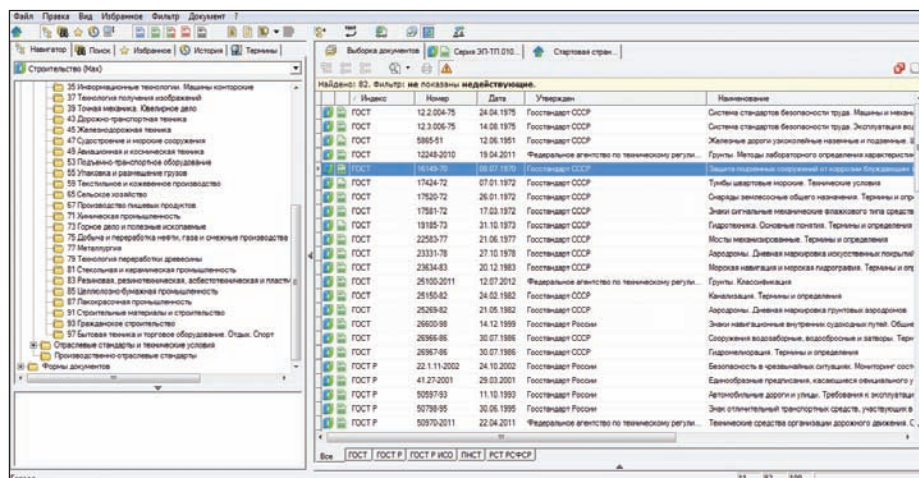 Файл Правка Вид Избранное Фильтр Документ ?
Навигатор Поиск Избранное История Термины
Выборка документов Серия ЭП-ТП.010... Стартовая стран...
Строительство (Max)
Найдено: 82. Фильтр: не показаны недействующие.
35 Информационные технологии. Машины конторские
37 Технология получения изображений
39 Точная механика. Ювелирное дело
43 Дорожно-транспортная техника
45 Железнодорожная техника
47 Судостроение и морские сооружения
49 Авиационная и космическая техника
53 Подъемно-транспортное оборудование
55 Упаковка и размещение грузов
59 Текстильное и кожевенное производство
65 Сельское хозяйство
67 Производство пищевых продуктов
71 Химическая промышленность
73 Горное дело и полезные ископаемые
75 Добыча и переработка нефти, газа и смежные производства
77 Металлургия
79 Технология переработки древесины
81 Стекольная и керамическая промышленность
83 Резиновая, резинотехническая, асбестотехническая и пластм
85 Целлюлозно-бумажная промышленность
87 Лакокрасочная промышленность
91 Строительные материалы и строительство
93 Гражданское строительство
97 Бытовая техника и торговое оборудование. Отдых. Спорт
Отраслевые стандарты и технические условия
Производственно-отраслевые стандарты
Формы документов
Индекс Номер Дата Утвержден Наименование
ГОСТ 12.2.004-75 24.04.1975 Госстандарт СССР Система стандартов безопасности труда. Машины и механи
ГОСТ 12.3.006-75 14.08.1975 Госстандарт СССР Система стандартов безопасности труда. Эксплуатация вод
ГОСТ 5865-51 12.06.1951 Госстандарт СССР Железные дороги узкоколейные наземные и подземные.
ГОСТ 12248-2010 19.04.2011 Федеральное агентство по техническому регули... Грунты. Методы лабораторного определения характеристик
ГОСТ 16149-70 08.07.1970 Госстандарт СССР Защита подземных сооружений от коррозии блуждающим
ГОСТ 17424-72 07.01.1972 Госстандарт СССР Тумбы швартовные морские. Технические условия
ГОСТ 17520-72 26.01.1972 Госстандарт СССР Снаряды землесосные общего назначения. Термины и опр
ГОСТ 17581-72 17.03.1972 Госстандарт СССР Знаки сигнальные механические флажкового типа средств
ГОСТ 19185-73 31.10.1973 Госстандарт СССР Гидротехника. Основные понятия. Термины и определения
ГОСТ 22583-77 21.06.1977 Госстандарт СССР Мосты механизированные. Термины и определения
ГОСТ 23331-78 27.10.1978 Госстандарт СССР Аэродромы. Дневная маркировка искусственных покрытий
ГОСТ 23634-83 20.12.1983 Госстандарт СССР Морская навигация и морская гидрография. Термины и оп
ГОСТ 25100-2011 12.07.2012 Федеральное агентство по техническому регули... Грунты. Классификация
ГОСТ 25150-82 24.02.1982 Госстандарт СССР Канализация. Термины и определения
ГОСТ 25269-82 21.05.1982 Госстандарт СССР Аэродромы. Дневная маркировка грунтовых аэродромов
ГОСТ 26600-98 14.12.1999 Госстандарт России Знаки навигационные внутренних судоходных путей. Общие
ГОСТ 26966-86 30.07.1986 Госстандарт СССР Сооружения водозаборные, водосбросные и затворы. Терм
ГОСТ 26967-86 30.07.1986 Госстандарт СССР Гидромелиорация. Термины и определения
ГОСТ Р 22.1.11-2002 24.10.2002 Госстандарт России Безопасность в чрезвычайных ситуациях. Мониторинг сост
ГОСТ Р 41.27-2001 29.03.2001 Госстандарт России Единообразные предписания, касающиеся официального у
ГОСТ Р 50597-93 11.10.1993 Госстандарт России Автомобильные дороги и улицы. Требования к эксплуатаци
ГОСТ Р 50798-95 30.06.1995 Госстандарт России Знак отличительный транспортных средств, участвующих в
ГОСТ Р 50970-2011 22.04.2011 Федеральное агентство по техническому регули... Технические средства организации дорожного движения. С
Все ГОСТ ГОСТ Р ГОСТ Р ИСО ПНСТ РСТ РСФСР